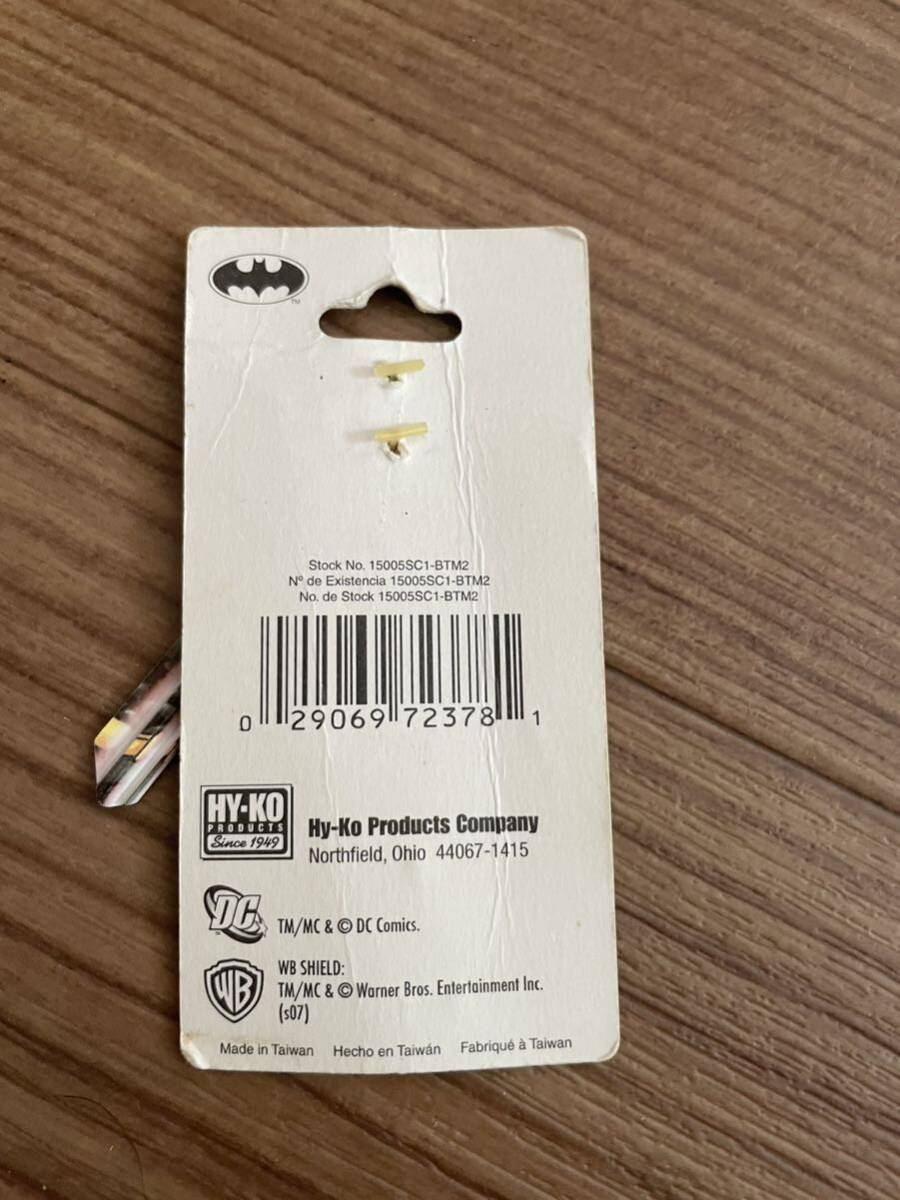 TM
Stock No. 15005SC1-BTM2
Nº de Existencia 15005SC1-BTM2
No. de Stock 15005SC1-BTM2
0 29069 72378 1
HY-KO
PRODUCTS
Since 1949
Hy-Ko Products Company
Northfield, Ohio 44067-1415
DC
TM/MC & © DC Comics.
WB
WB SHIELD:
TM/MC & © Warner Bros. Entertainment Inc.
(s07)
Made in Taiwan Hecho en Taiwán Fabriqué à Taiwan